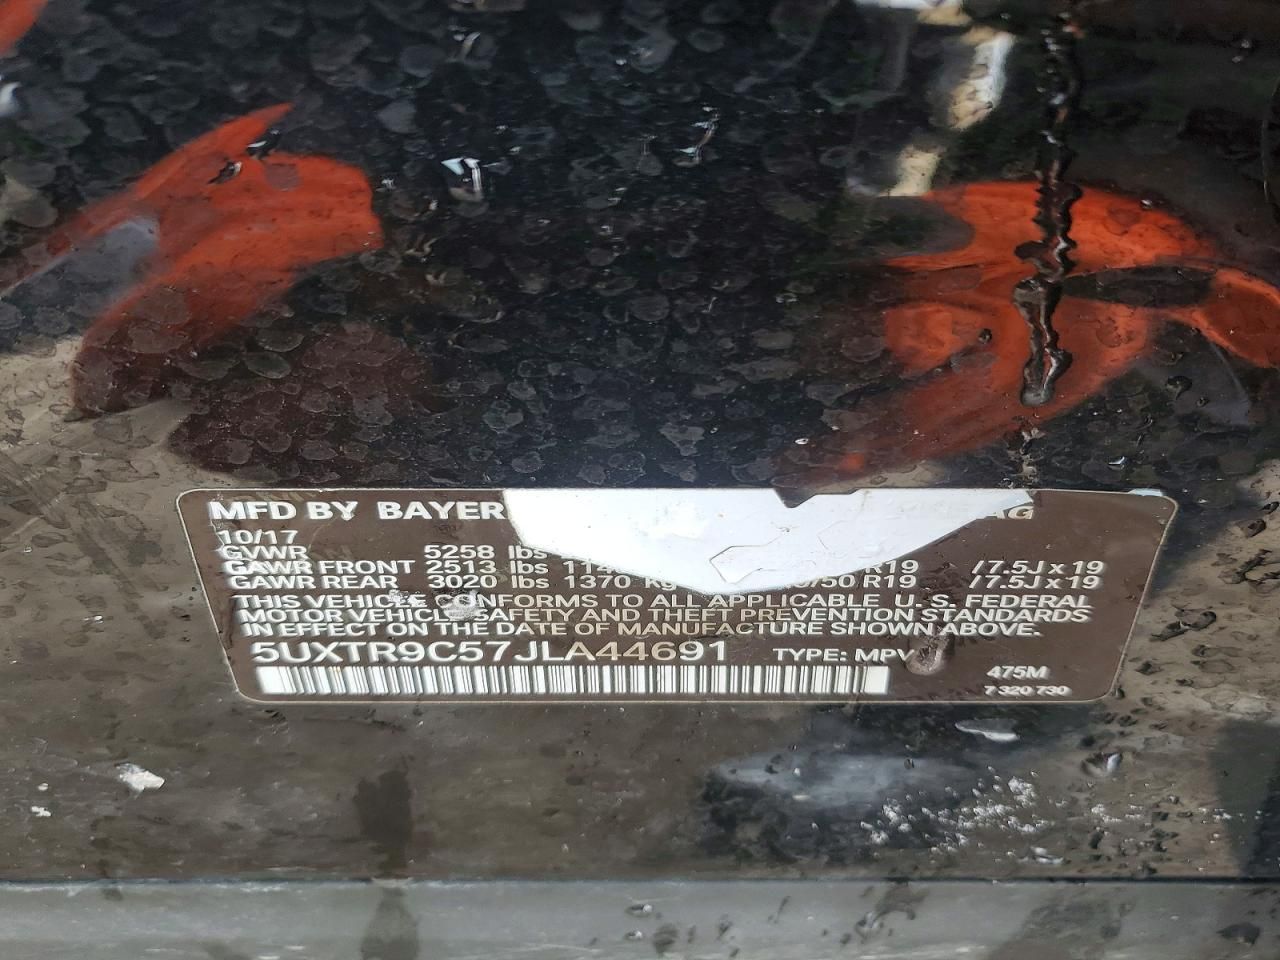 MFD BY BAYER AG
10/17
GVWR 5258 lbs
GAWR FRONT 2513 lbs R19 /7.5J x 19
GAWR REAR 3020 lbs 1370 kg /50 R19 /7.5J x 19
THIS VEHICLE CONFORMS TO ALL APPLICABLE U. S. FEDERAL
MOTOR VEHICLE SAFETY AND THEFT PREVENTION STANDARDS
IN EFFECT ON THE DATE OF MANUFACTURE SHOWN ABOVE.
5UXTR9C57JLA44691 TYPE: MPV
475M
7 320 730